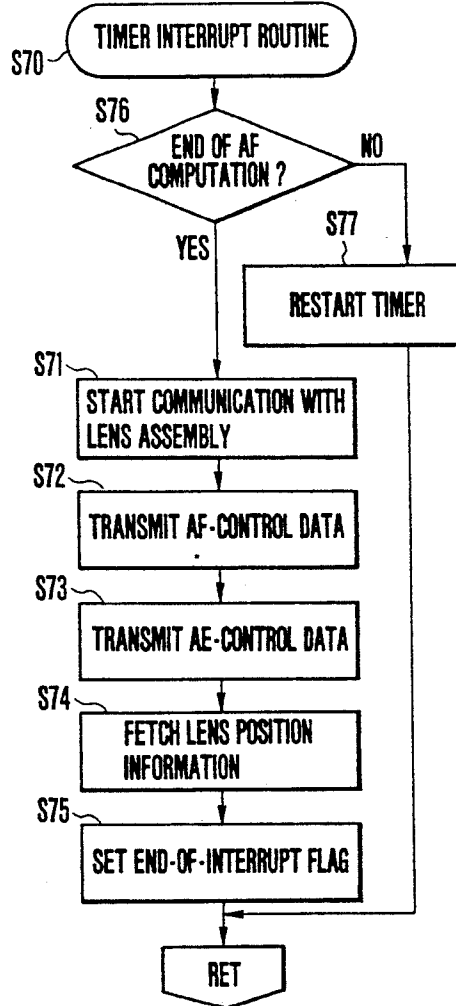 TIMER INTERRUPT ROUTINE
S70
S76
END OF AF
COMPUTATION ?
NO
YES
S77
RESTART TIMER
S71
START COMMUNICATION WITH
LENS ASSEMBLY
S72
TRANSMIT AF-CONTROL DATA
S73
TRANSMIT AE-CONTROL DATA
S74
FETCH LENS POSITION
INFORMATION
S75
SET END-OF-INTERRUPT FLAG
RET